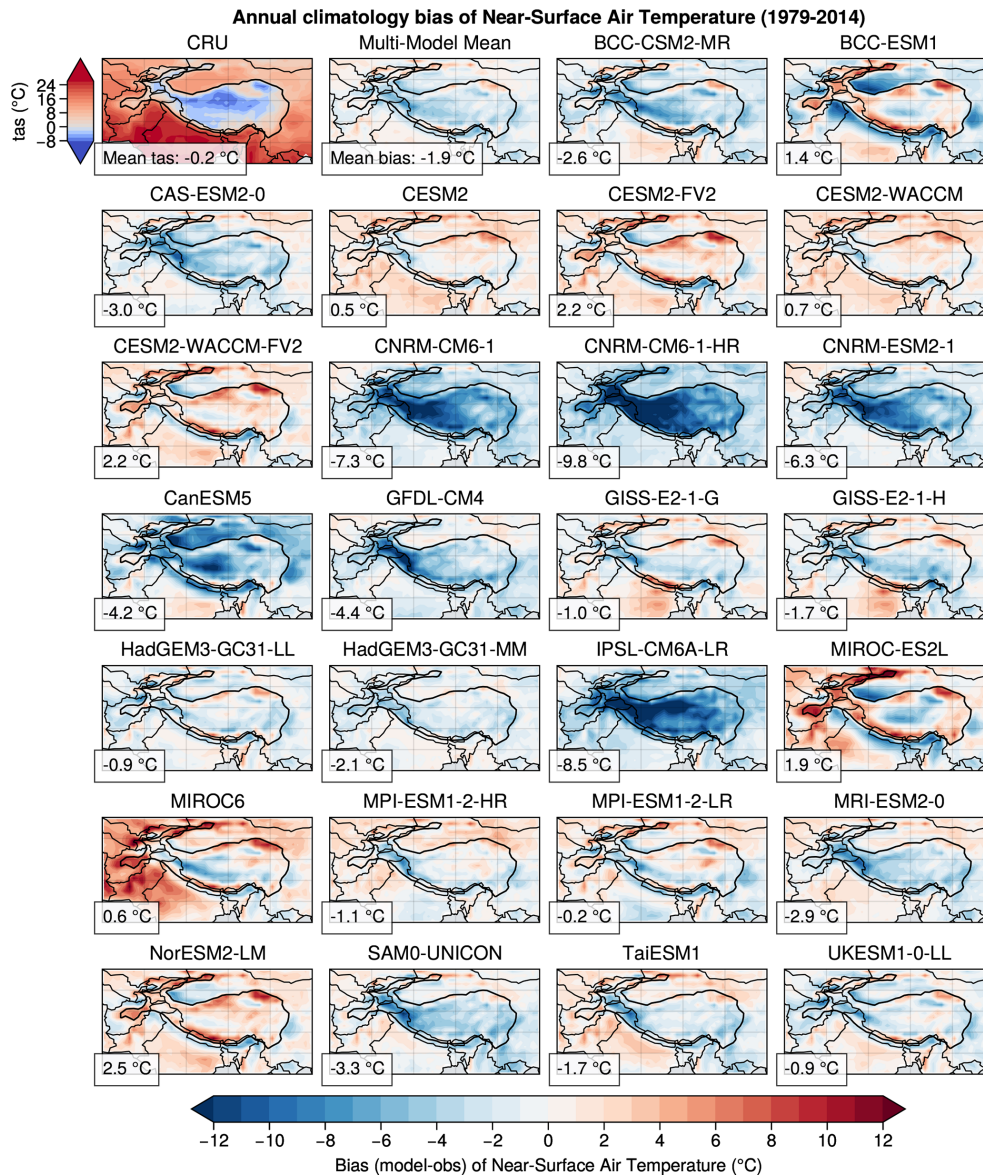 Annual climatology bias of Near-Surface Air Temperature (1979-2014)
CRU
Multi-Model Mean
BCC-CSM2-MR
BCC-ESM1
tas (°C)
24
16
8
0
−8
Mean tas: -0.2 °C
Mean bias: -1.9 °C
-2.6 °C
1.4 °C
CAS-ESM2-0
CESM2
CESM2-FV2
CESM2-WACCM
-3.0 °C
0.5 °C
2.2 °C
0.7 °C
CESM2-WACCM-FV2
CNRM-CM6-1
CNRM-CM6-1-HR
CNRM-ESM2-1
2.2 °C
-7.3 °C
-9.8 °C
-6.3 °C
CanESM5
GFDL-CM4
GISS-E2-1-G
GISS-E2-1-H
-4.2 °C
-4.4 °C
-1.0 °C
-1.7 °C
HadGEM3-GC31-LL
HadGEM3-GC31-MM
IPSL-CM6A-LR
MIROC-ES2L
-0.9 °C
-2.1 °C
-8.5 °C
1.9 °C
MIROC6
MPI-ESM1-2-HR
MPI-ESM1-2-LR
MRI-ESM2-0
0.6 °C
-1.1 °C
-0.2 °C
-2.9 °C
NorESM2-LM
SAM0-UNICON
TaiESM1
UKESM1-0-LL
2.5 °C
-3.3 °C
-1.7 °C
-0.9 °C
−12 −10 −8 −6 −4 −2 0 2 4 6 8 10 12
Bias (model-obs) of Near-Surface Air Temperature (°C)